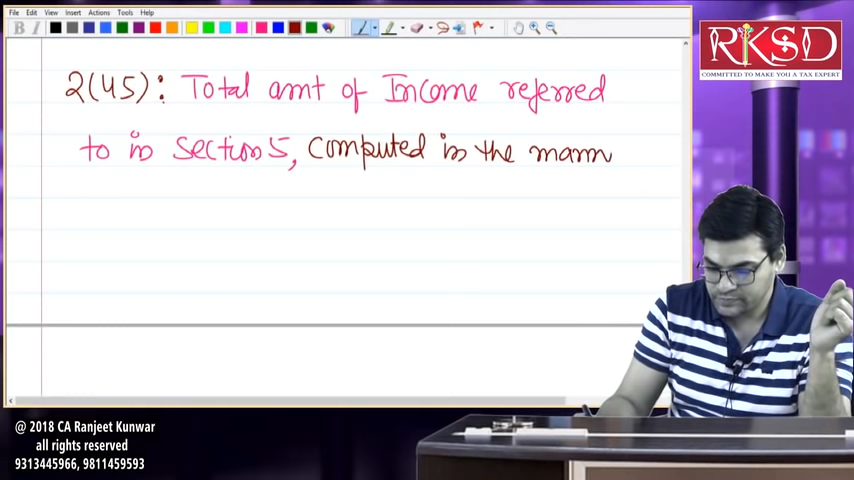 File Edit View Insert Actions Tools Help
B I
RKSD
COMMITTED TO MAKE YOU A TAX EXPERT
2(45): Total amt of Income referred
to in Section 5, Computed in the mann
@ 2018 CA Ranjeet Kunwar
all rights reserved
9313445966, 9811459593